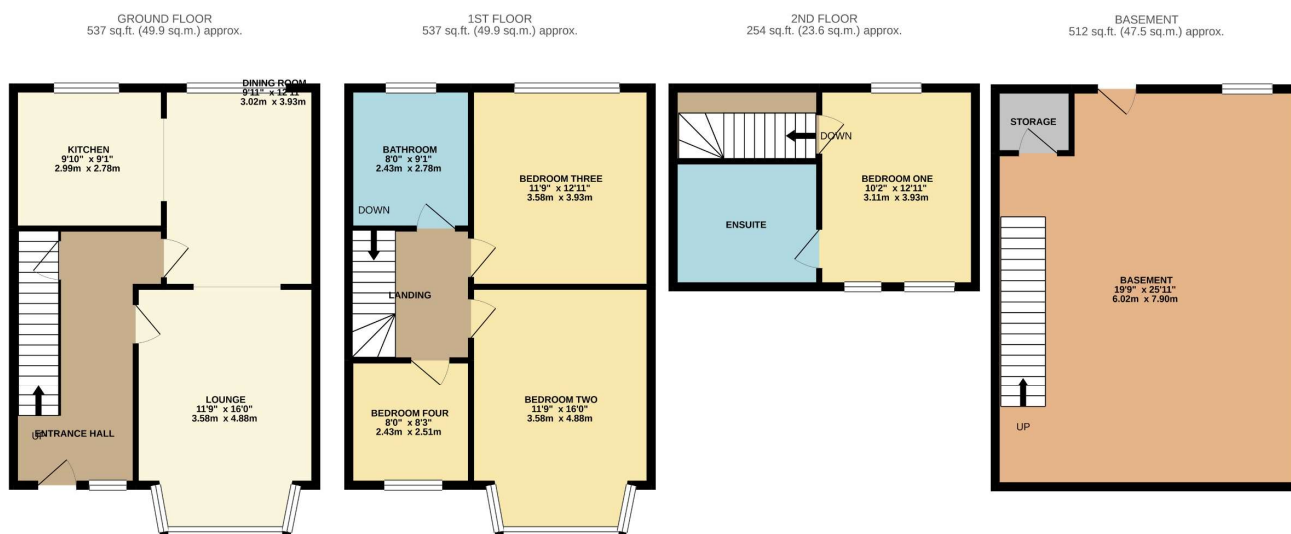 GROUND FLOOR
537 sq.ft. (49.9 sq.m.) approx.
DINING ROOM
9'11" x 12'11"
3.02m x 3.93m
KITCHEN
9'10" x 9'1"
2.99m x 2.78m
LOUNGE
11'9" x 16'0"
3.58m x 4.88m
UP
ENTRANCE HALL
1ST FLOOR
537 sq.ft. (49.9 sq.m.) approx.
BATHROOM
8'0" x 9'1"
2.43m x 2.78m
DOWN
BEDROOM THREE
11'9" x 12'11"
3.58m x 3.93m
LANDING
BEDROOM FOUR
8'0" x 8'3"
2.43m x 2.51m
BEDROOM TWO
11'9" x 16'0"
3.58m x 4.88m
2ND FLOOR
254 sq.ft. (23.6 sq.m.) approx.
DOWN
BEDROOM ONE
10'2" x 12'11"
3.11m x 3.93m
ENSUITE
BASEMENT
512 sq.ft. (47.5 sq.m.) approx.
STORAGE
BASEMENT
19'9" x 25'11"
6.02m x 7.90m
UP